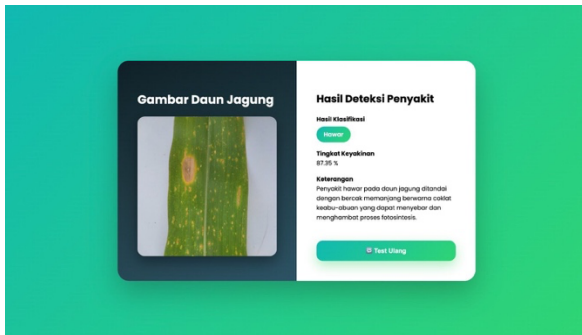 Gambar Daun Jagung
Hasil Deteksi Penyakit
Hasil Klasifikasi
Hawar
Tingkat Keyakinan
87.35 %
Keterangan
Penyakit hawar pada daun jagung ditandai
dengan bercak memanjang berwarna coklat
keabu-abuan yang dapat menyebar dan
menghambat proses fotosintesis.
Test Ulang